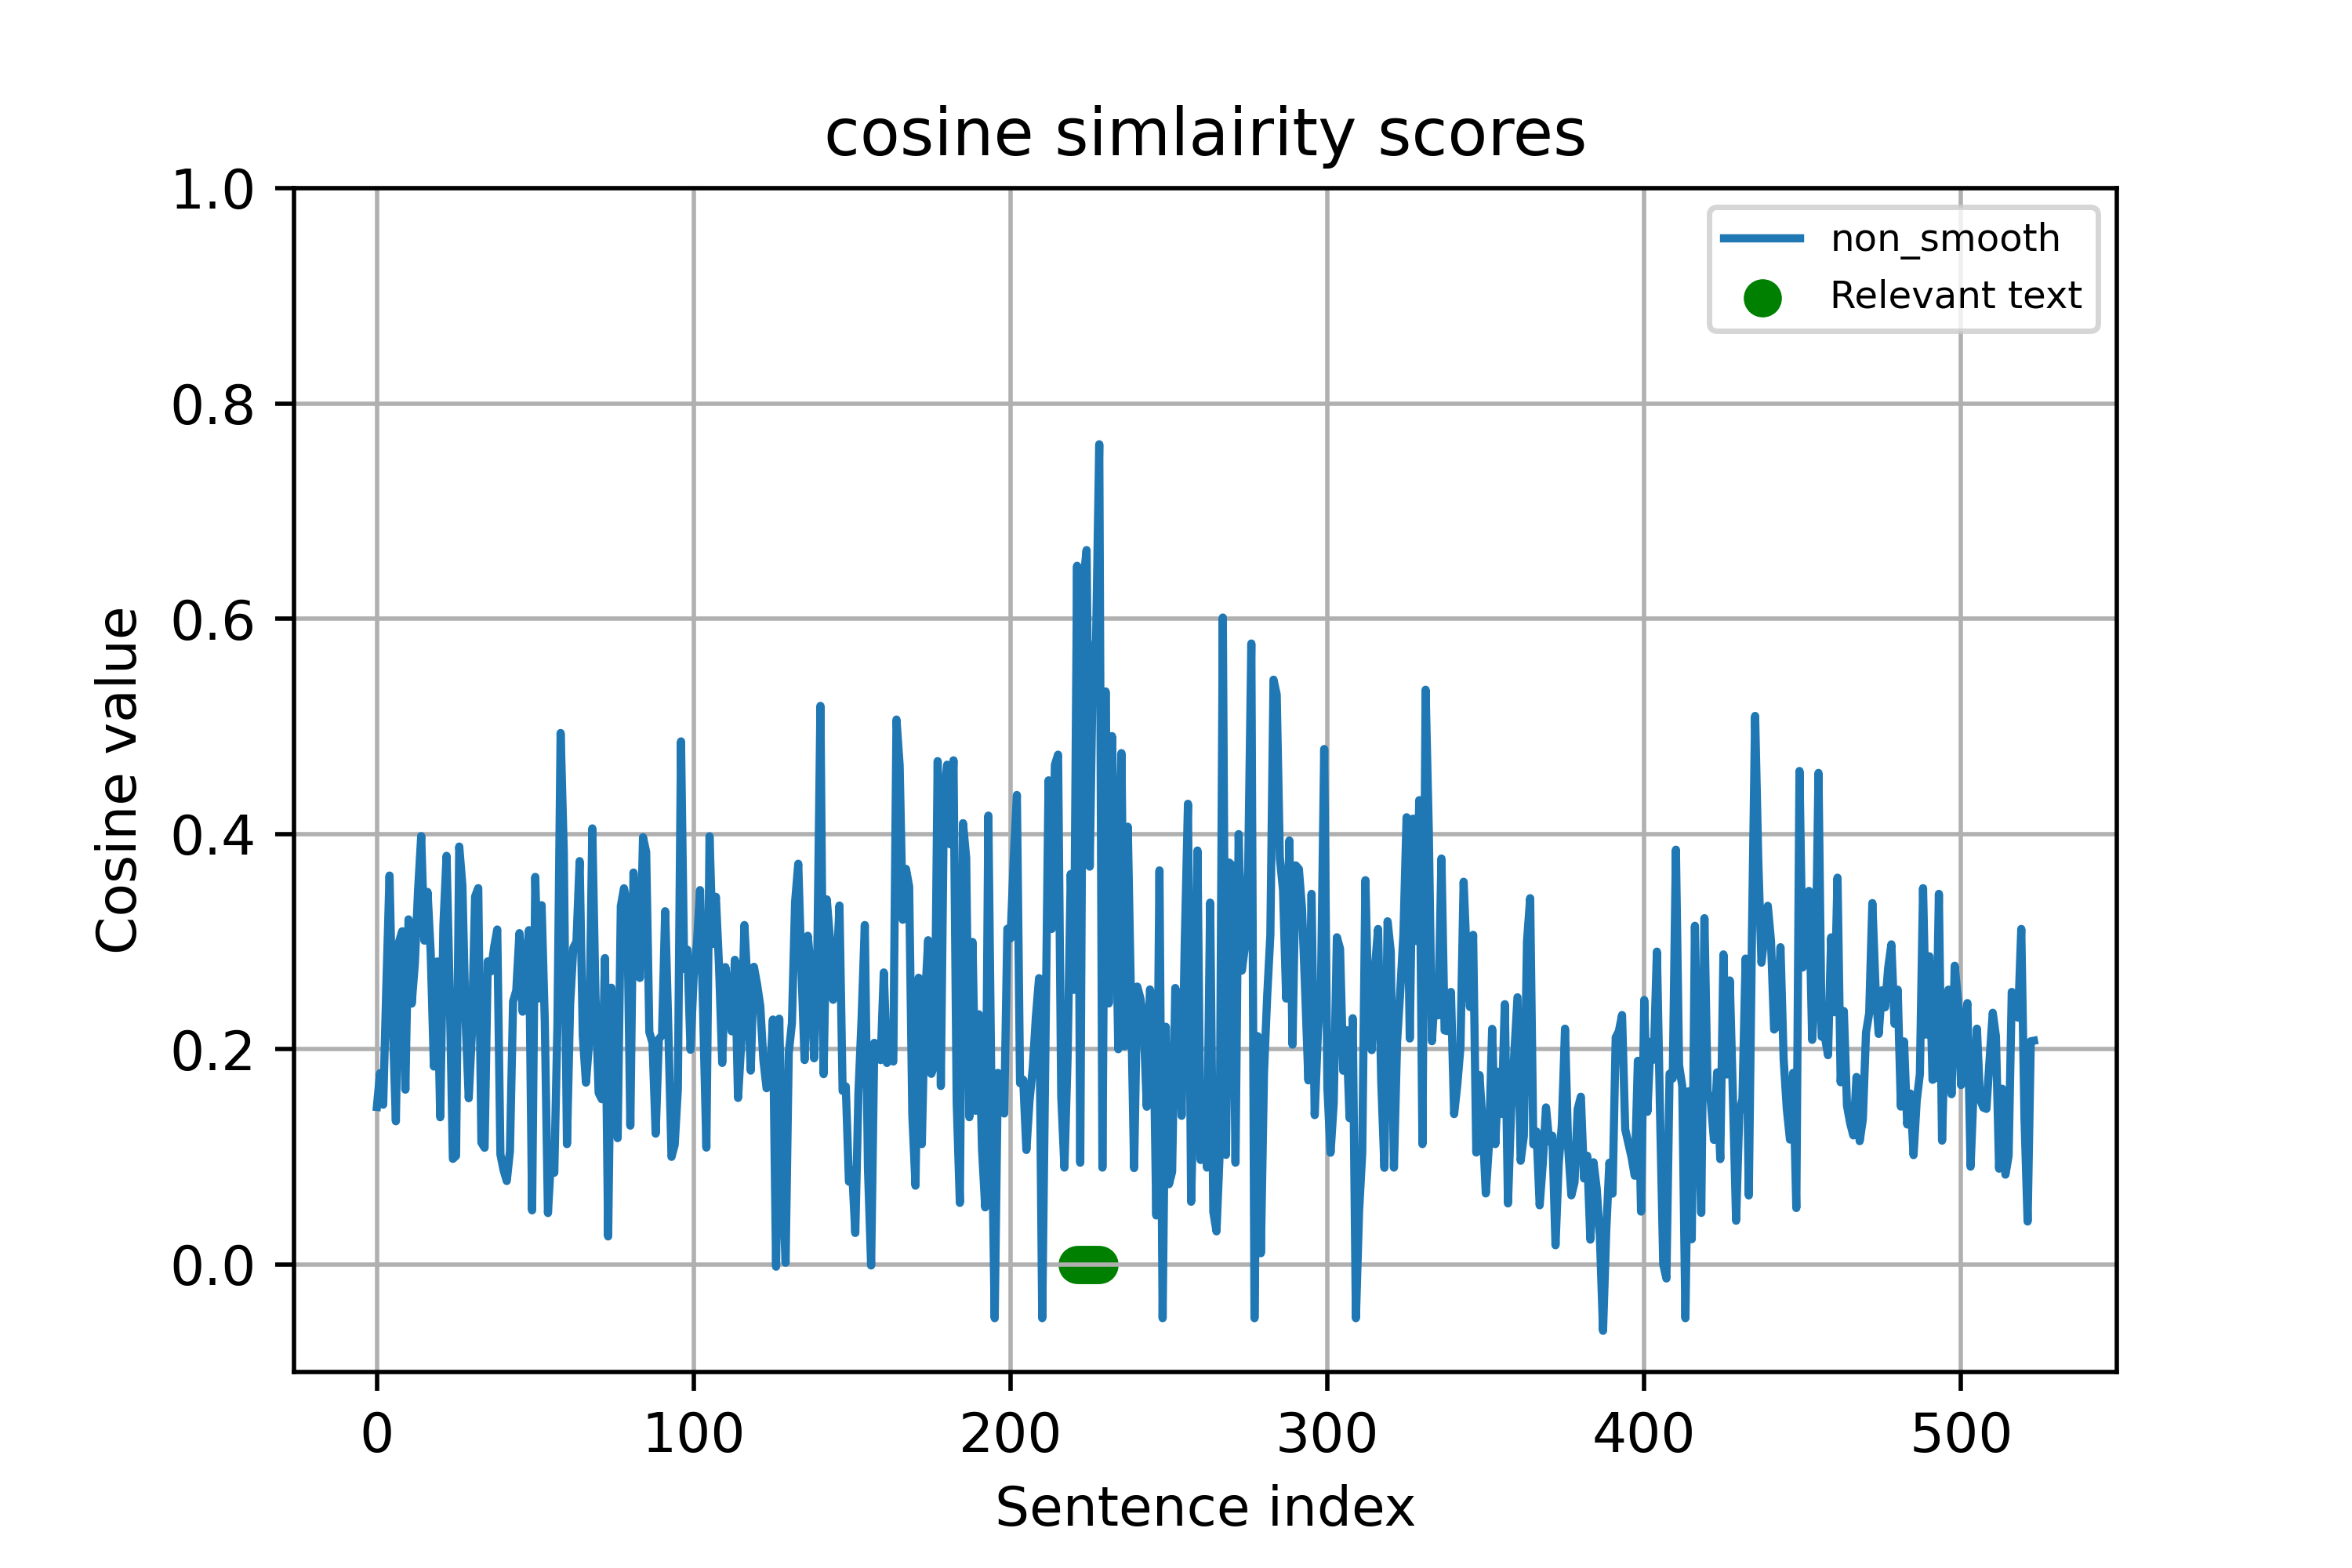 cosine simlairity scores
1.0
0.8
0.6
0.4
0.2
0.0
Cosine value
non_smooth
Relevant text
0 100 200 300 400 500
Sentence index